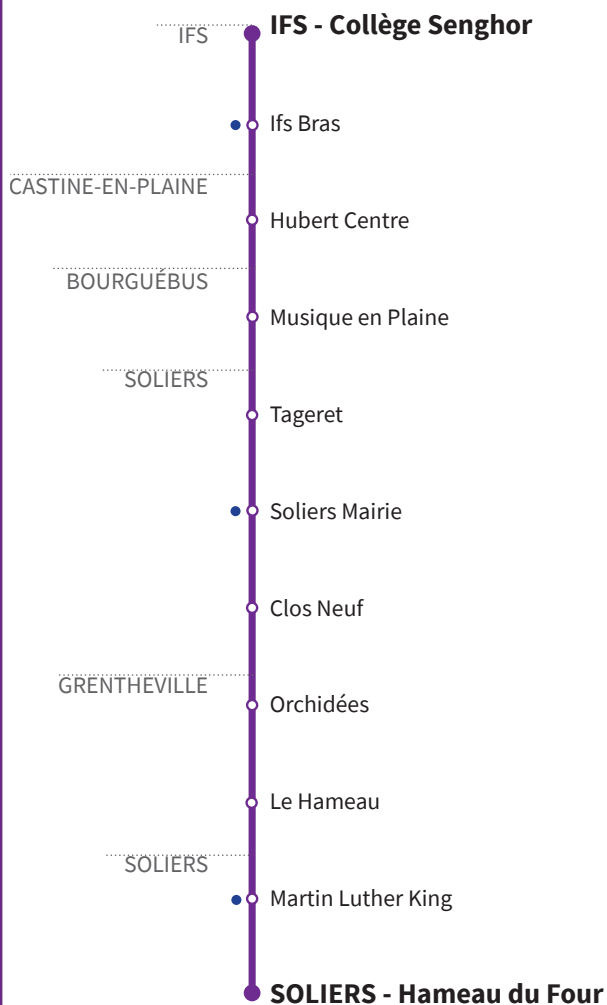 IFS - Collège Senghor
IFS
Ifs Bras
CASTINE-EN-PLAINE
Hubert Centre
BOURGUÉBUS
Musique en Plaine
SOLIERS
Tageret
Soliers Mairie
Clos Neuf
GRENTHEVILLE
Orchidées
Le Hameau
SOLIERS
Martin Luther King
SOLIERS - Hameau du Four